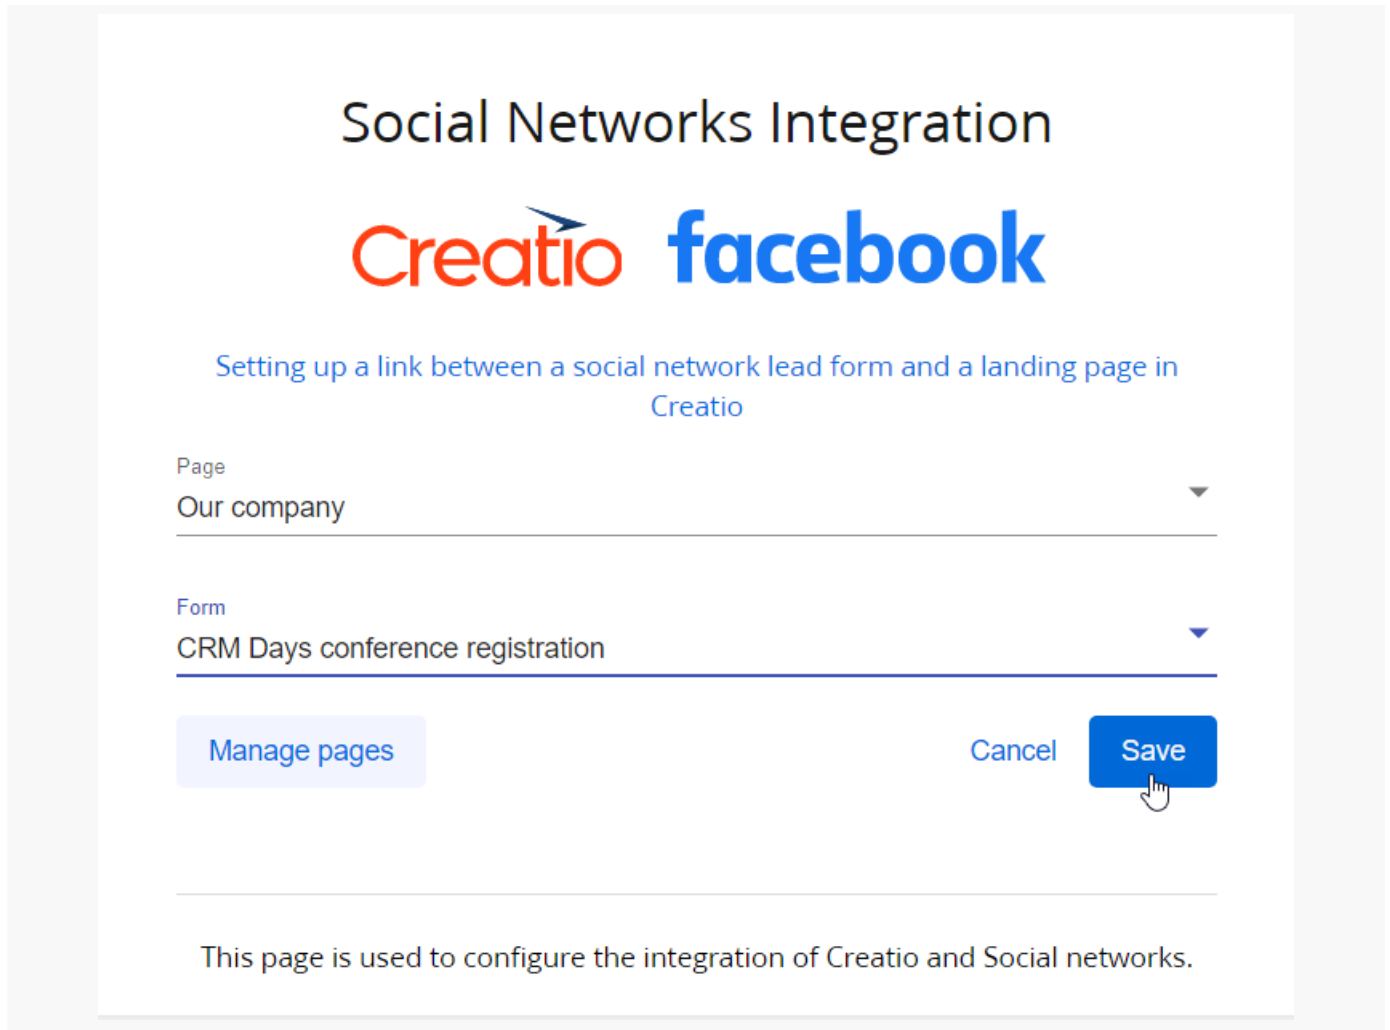 Social Networks Integration
Creatio facebook
Setting up a link between a social network lead form and a landing page in
Creatio
Page
Our company
Form
CRM Days conference registration
Manage pages
Cancel
Save
This page is used to configure the integration of Creatio and Social networks.